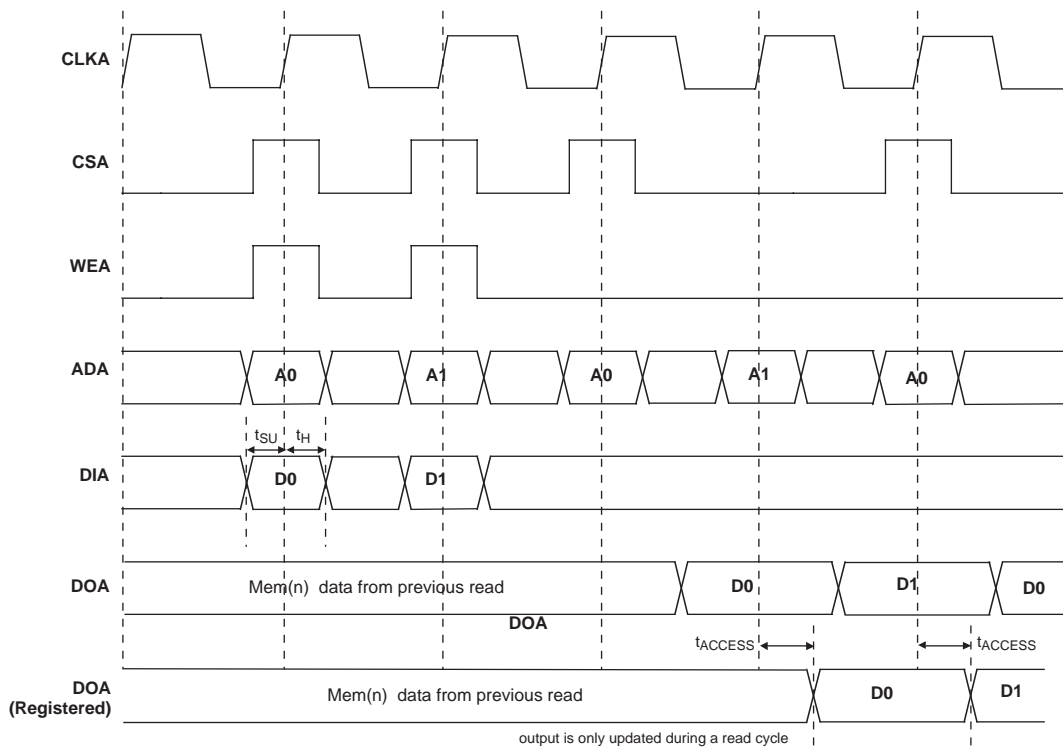 CLKA
CSA
WEA
ADA
A0 A1 A0 A1 A0
tSU tH
DIA
D0 D1
DOA
Mem(n) data from previous read
D0 D1 D0
DOA
tACCESS tACCESS
DOA
(Registered)
Mem(n) data from previous read
D0 D1
output is only updated during a read cycle